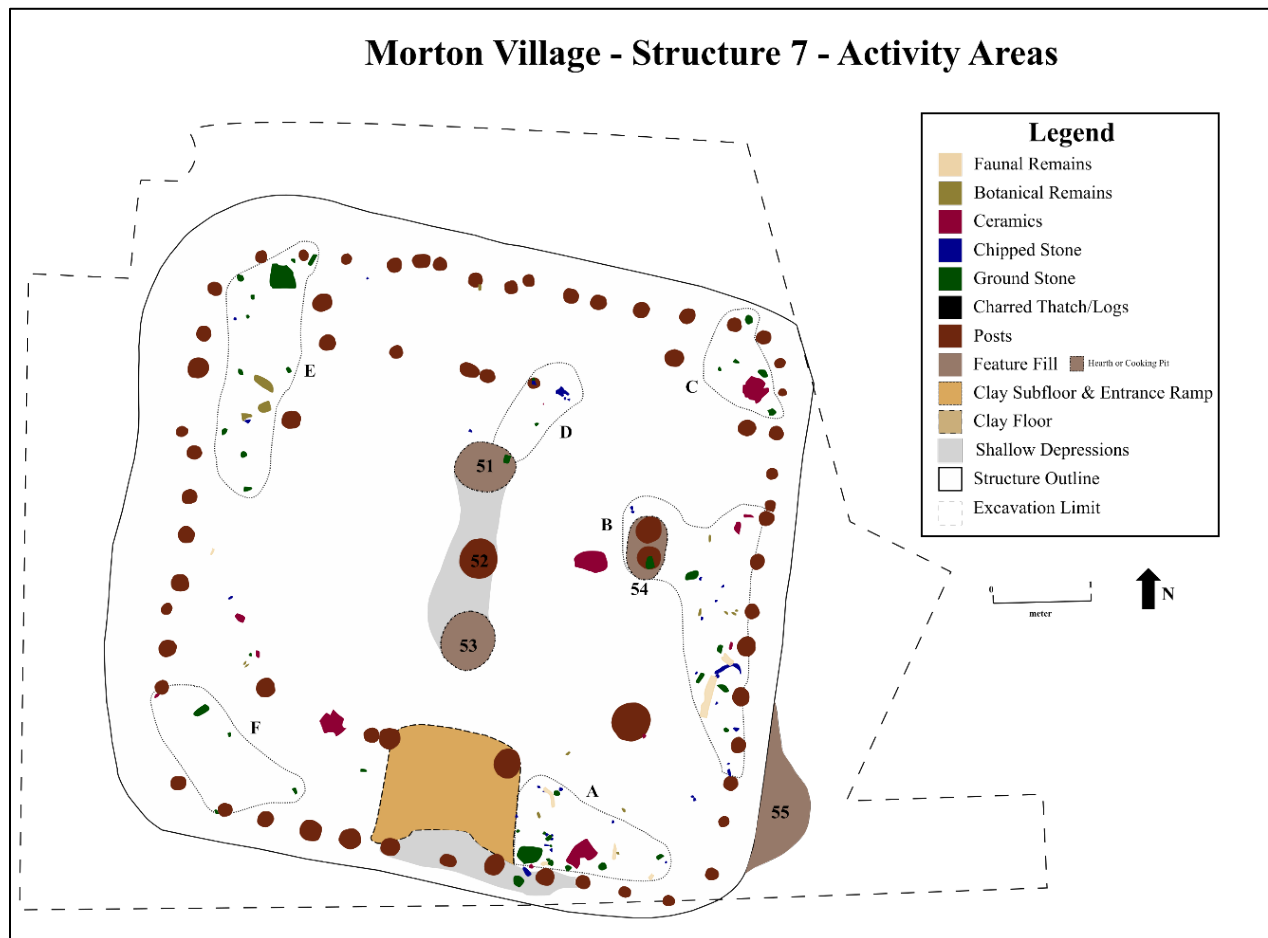 Morton Village - Structure 7 - Activity Areas
Legend
Faunal Remains
Botanical Remains
Ceramics
Chipped Stone
Ground Stone
Charred Thatch/Logs
Posts
Feature Fill Hearth or Cooking Pit
Clay Subfloor & Entrance Ramp
Clay Floor
Shallow Depressions
Structure Outline
Excavation Limit
E
C
D
51
B
52
54
0 1
meter
N
53
F
A
55